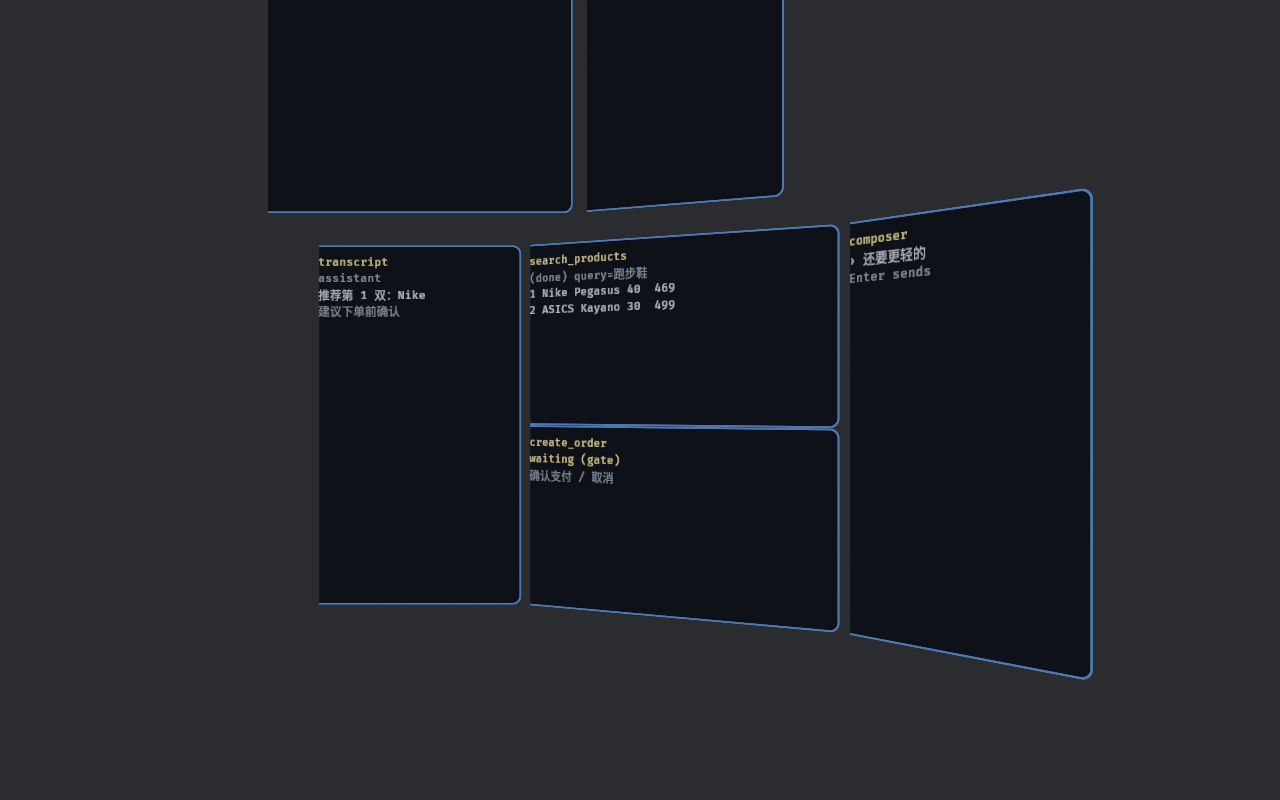 transcript
assistant
推荐第 1 双: Nike
建议下单前确认
search_products
(done) query=跑步鞋
1 Nike Pegasus 40  469
2 ASICS Kayano 30  499
create_order
waiting (gate)
确认支付 / 取消
composer
› 还要更轻的
Enter sends